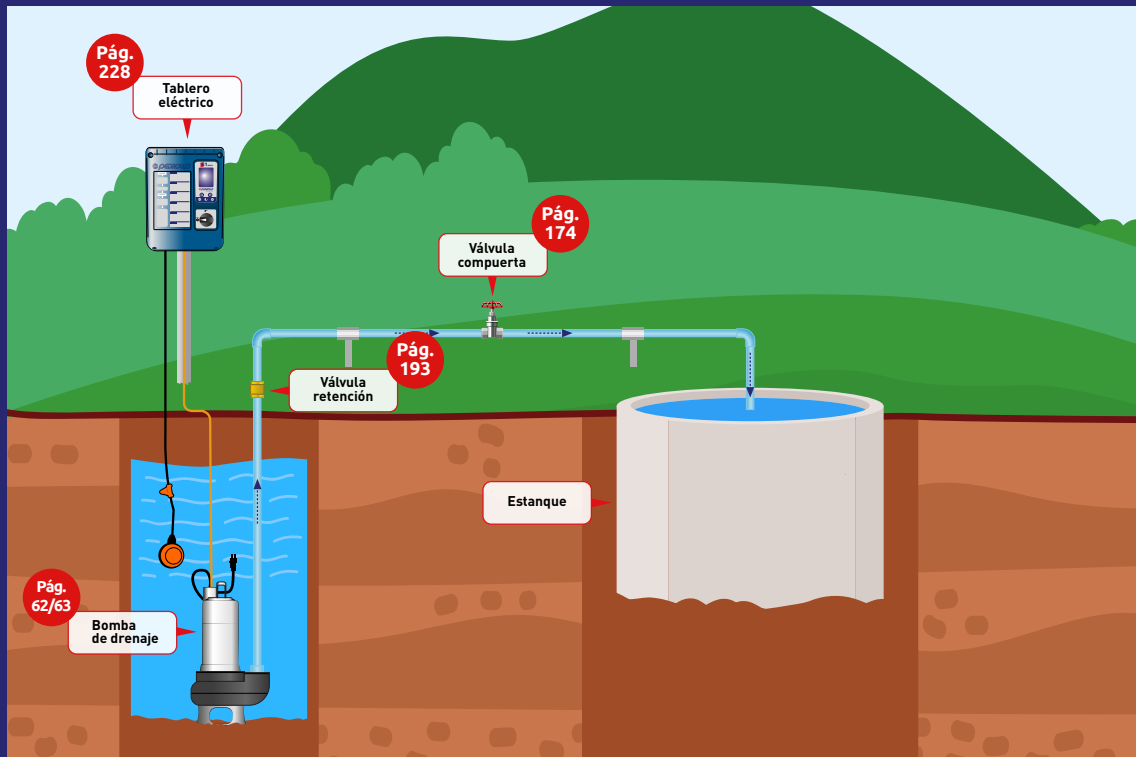 Pág.
228
Tablero
eléctrico
Pág.
174
Válvula
compuerta
Pág.
193
Válvula
retención
Estanque
Pág.
62/63
Bomba
de drenaje